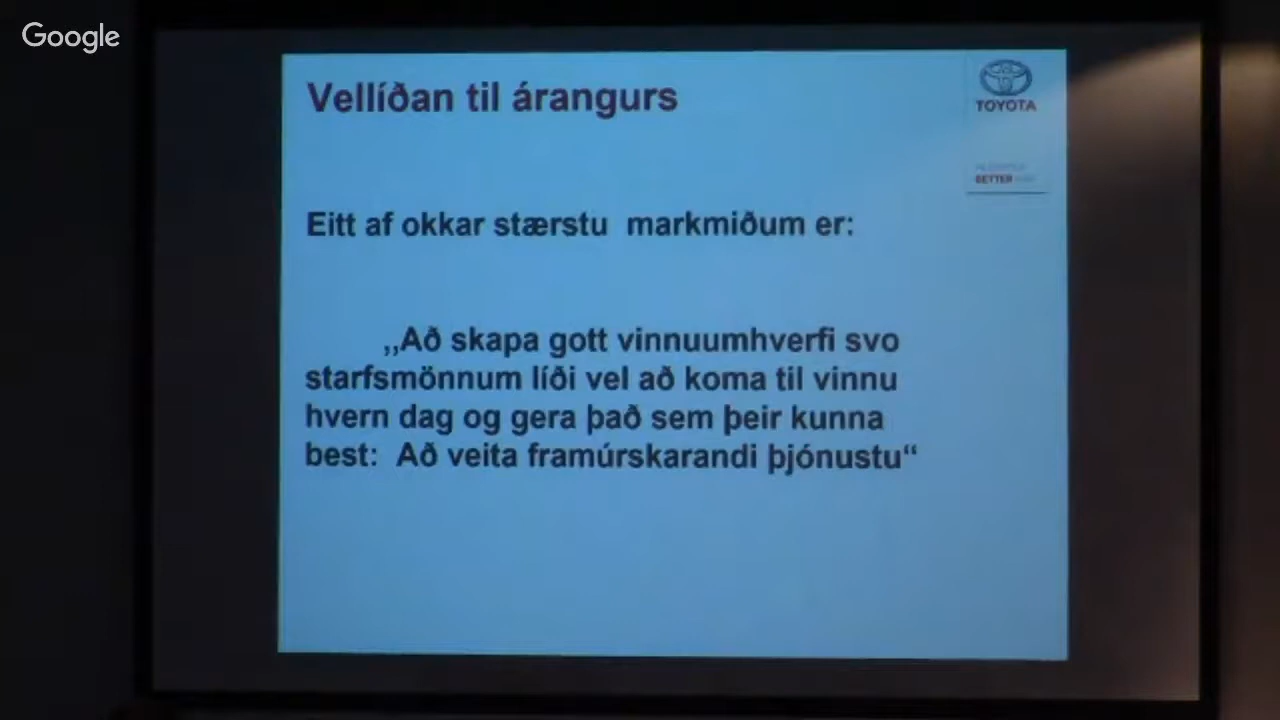 Google
Vellíðan til árangurs
TOYOTA
BETTER
Eitt af okkar stærstu markmiðum er:
,,Að skapa gott vinnuumhverfi svo
starfsmönnum líði vel að koma til vinnu
hvern dag og gera það sem þeir kunna
best: Að veita framúrskarandi þjónustu“